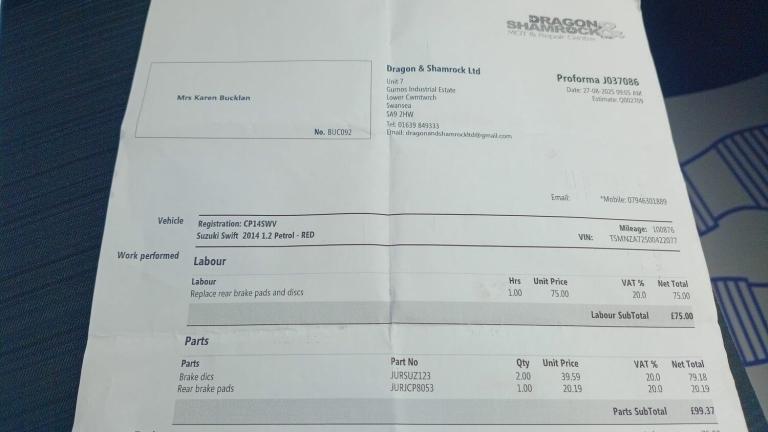 DRAGON &
SHAMROCK LTD
MOT & Repair Centre
Dragon & Shamrock Ltd
Unit 7
Gurnos Industrial Estate
Lower Cwmtwrch
Swansea
SA9 2HW
Tel: 01639 849333
Email: dragonandshamrockltd@gmail.com
Mrs Karen Bucklan
No. BUC092
Proforma J037086
Date: 27-08-2025 09:05 AM
Estimate: Q002709
Email: *Mobile: 07946301889
Vehicle
Registration: CP14SWV
Suzuki Swift 2014 1.2 Petrol - RED
Mileage: 100876
VIN: TSMNZA72S00422077
Work performed
Labour
Labour Hrs Unit Price VAT % Net Total
Replace rear brake pads and discs 1.00 75.00 20.0 75.00
Labour SubTotal £75.00
Parts
Parts Part No Qty Unit Price VAT % Net Total
Brake dics JURSUZ123 2.00 39.59 20.0 79.18
Rear brake pads JURJCP8053 1.00 20.19 20.0 20.19
Parts SubTotal £99.37